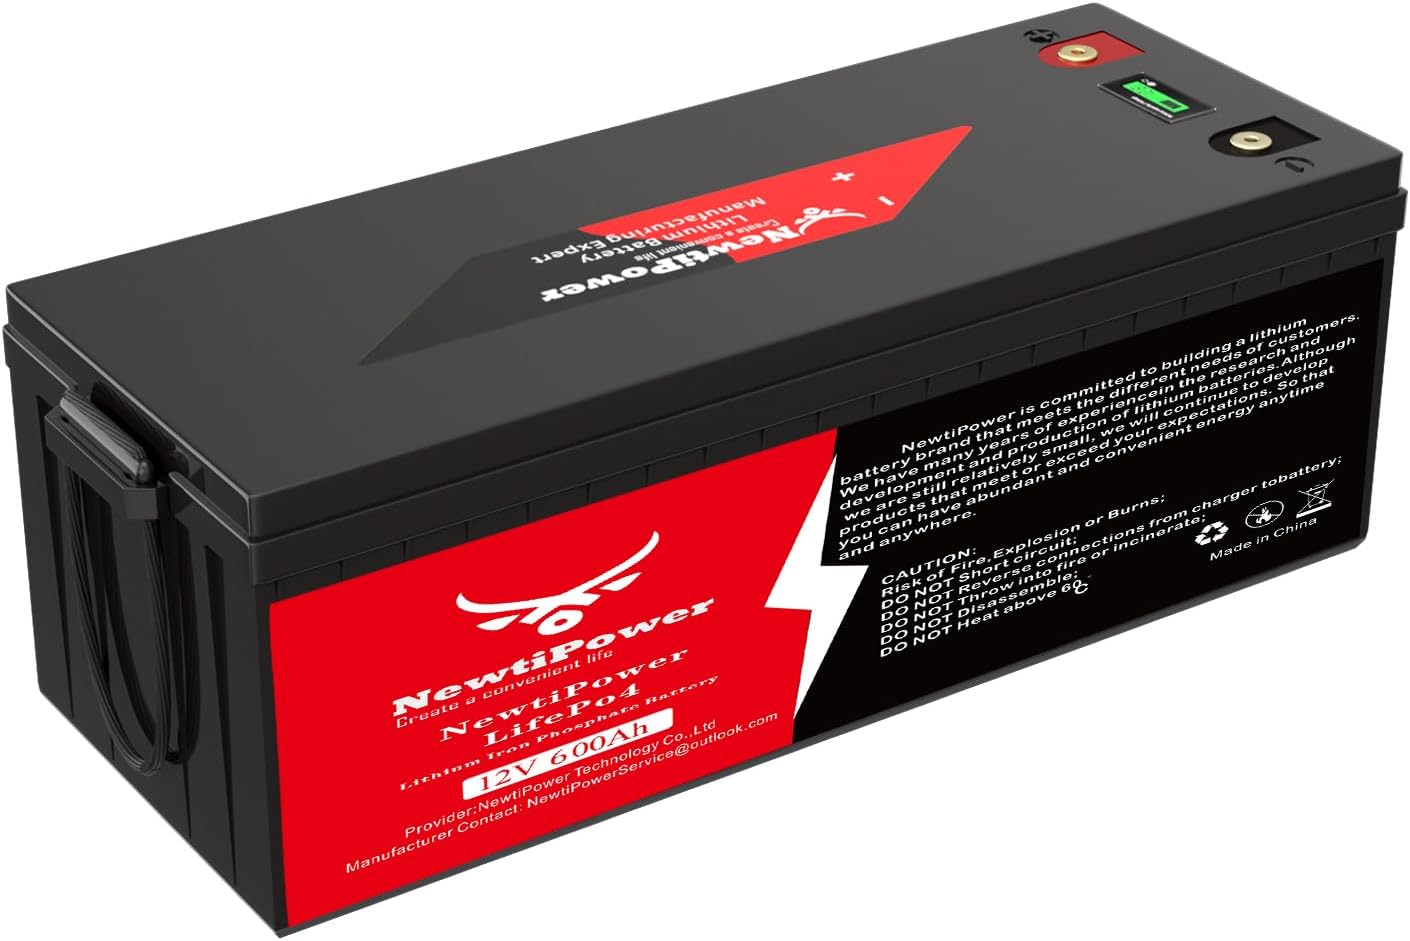 +
-
NewtiPower
Create a convenient life
Lithium Battery
Manufacturing Expert
NewtiPower
Create a convenient life
NewtiPower
LifePo4
Lithium Iron Phosphate Battery
12V 600Ah
Provider:NewtiPower Technology Co.,Ltd
Manufacturer Contact: NewtiPowerService@outlook.com
NewtiPower is committed to building a lithium
battery brand that meets the different needs of customers.
We have many years of experiencein the research and
development and production of lithium batteries. Although
we are still relatively small, we will continue to develop
products that meet or exceed your expectations. So that
you can have abundant and convenient energy anytime
and anywhere.
CAUTION:
Risk of Fire,Explosion or Burns;
DO NOT Short circuit;
DO NOT Reverse connections from charger tobattery;
DO NOT Throw into fire or incinerate;
DO NOT Disassemble;
DO NOT Heat above 60℃
Made in China